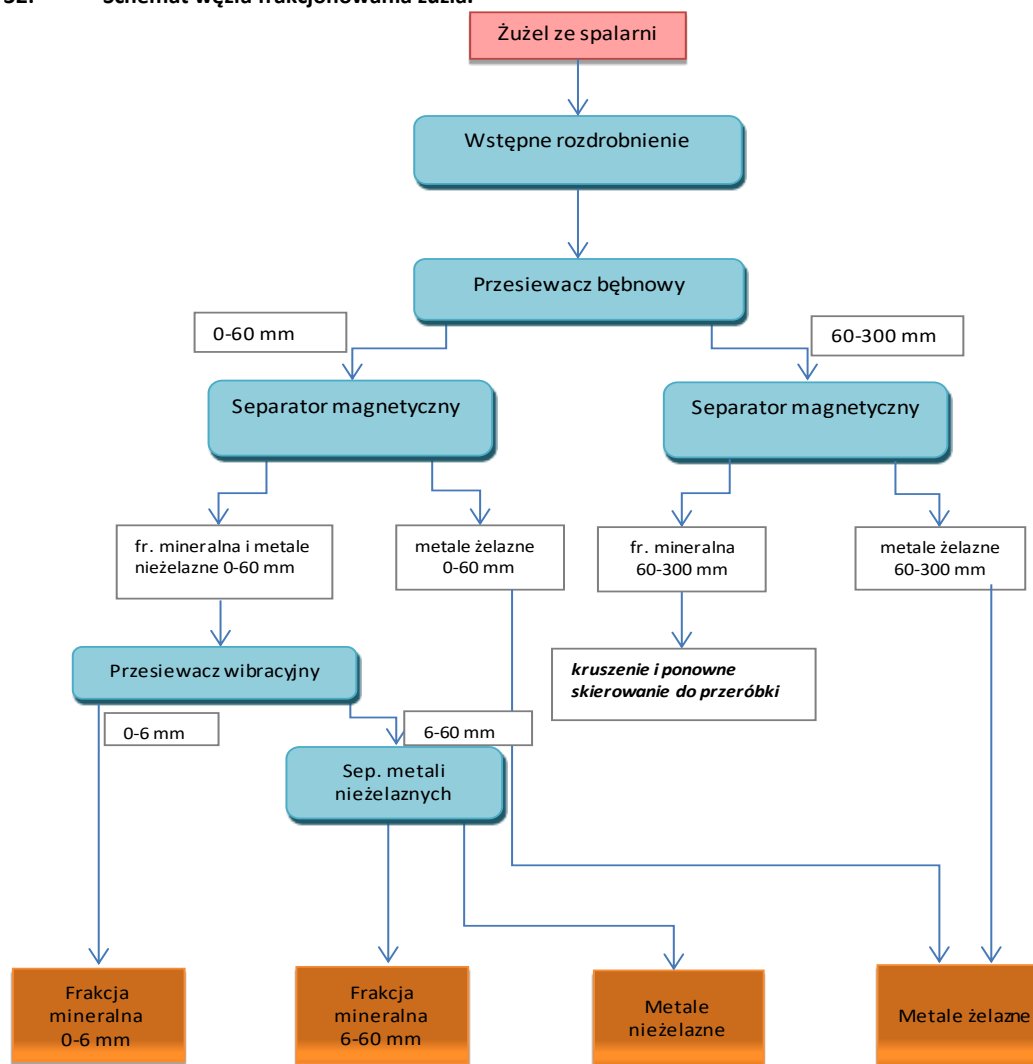 Schemat węzła frakcjonowania żużla.
Żużel ze spalarni
Wstępne rozdrobnienie
Przesiewacz bębnowy
0-60 mm
60-300 mm
Separator magnetyczny
Separator magnetyczny
fr. mineralna i metale
nieżelazne 0-60 mm
metale żelazne
0-60 mm
fr. mineralna
60-300 mm
metale żelazne
60-300 mm
Przesiewacz wibracyjny
kruszenie i ponowne
skierowanie do przeróbki
0-6 mm
6-60 mm
Sep. metali
nieżelaznych
Frakcja
mineralna
0-6 mm
Frakcja
mineralna
6-60 mm
Metale
nieżelazne
Metale żelazne